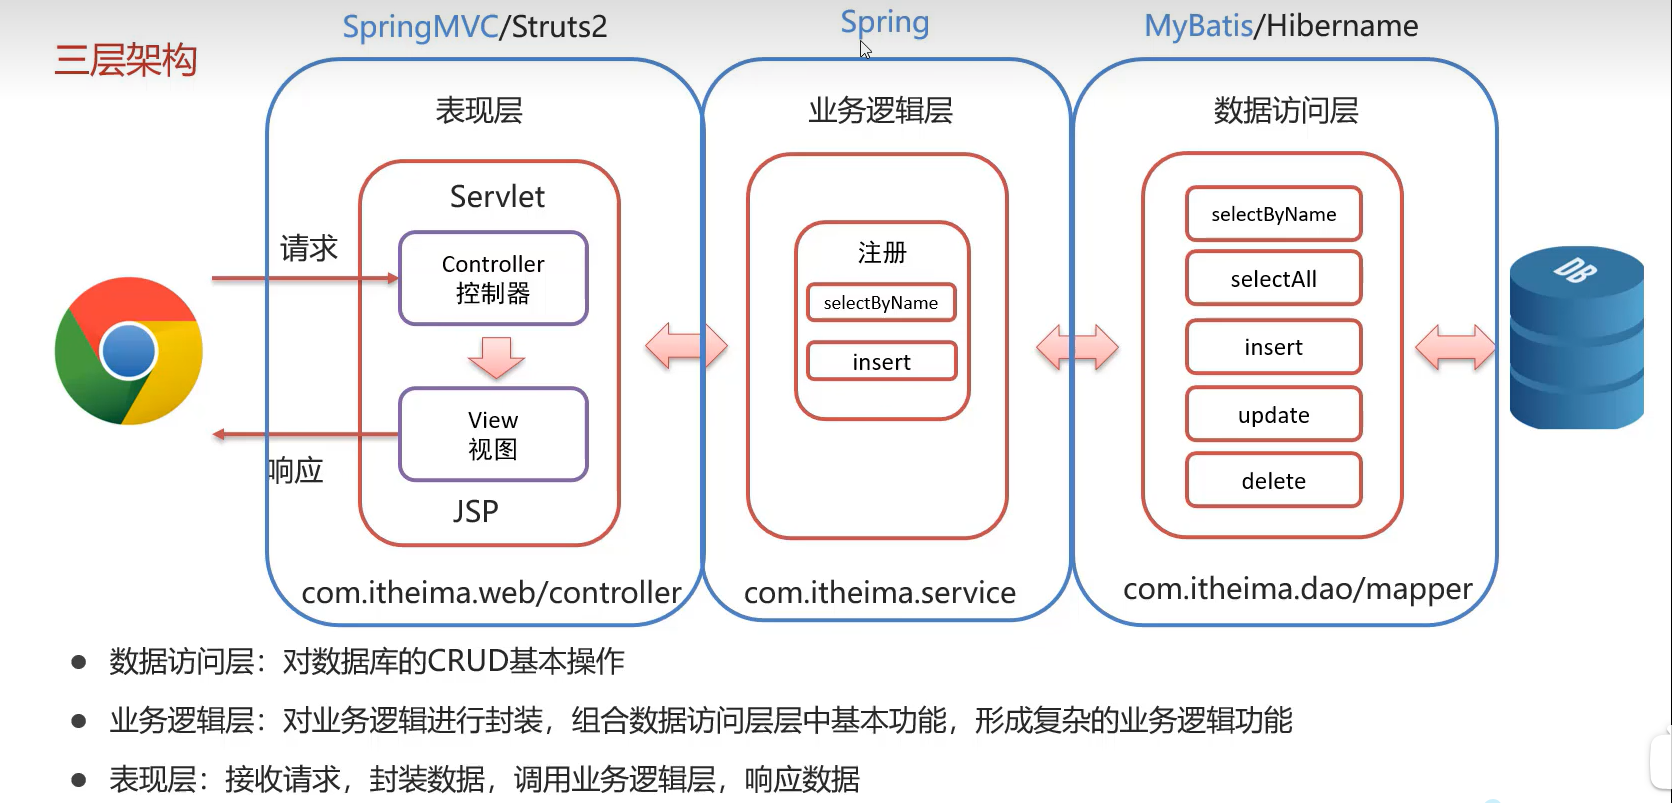 三层架构
SpringMVC/Struts2
Spring
MyBatis/Hibername
表现层
业务逻辑层
数据访问层
Servlet
请求
Controller
控制器
View
视图
响应
JSP
注册
selectByName
insert
selectByName
selectAll
insert
update
delete
DB
com.itheima.web/controller
com.itheima.service
com.itheima.dao/mapper
● 数据访问层：对数据库的CRUD基本操作
● 业务逻辑层：对业务逻辑进行封装，组合数据访问层层中基本功能，形成复杂的业务逻辑功能
● 表现层：接收请求，封装数据，调用业务逻辑层，响应数据